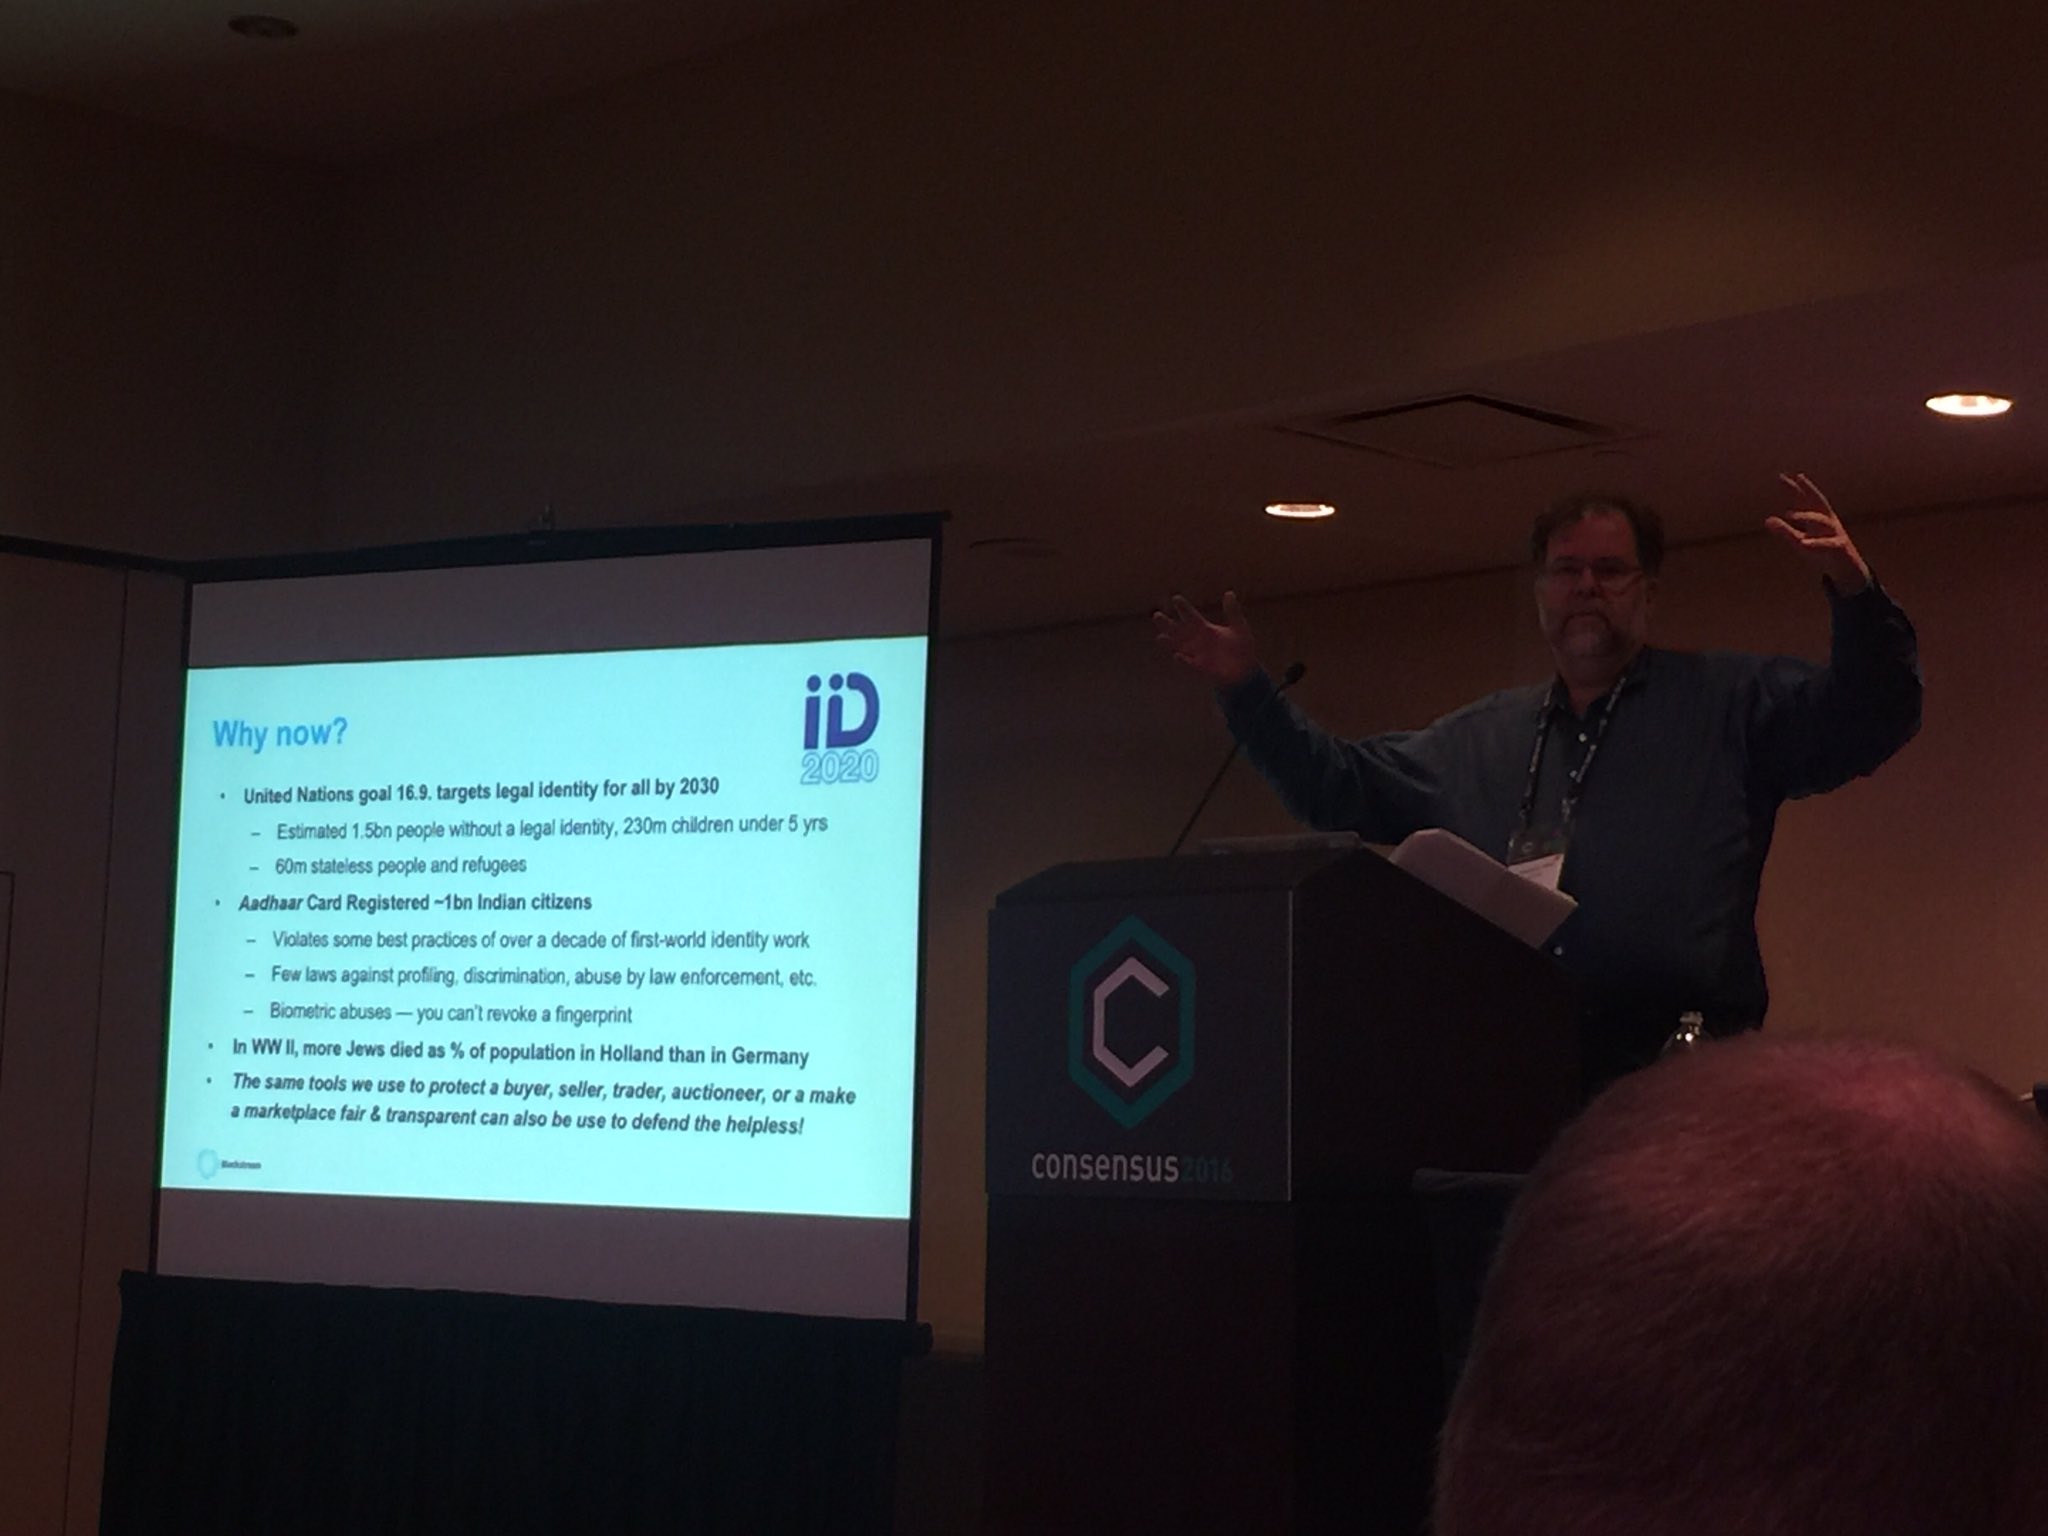 iD
2020
Why now?
• United Nations goal 16.9. targets legal identity for all by 2030
– Estimated 1.5bn people without a legal identity, 230m children under 5 yrs
– 60m stateless people and refugees
• Aadhaar Card Registered ~1bn Indian citizens
– Violates some best practices of over a decade of first-world identity work
– Few laws against profiling, discrimination, abuse by law enforcement, etc.
– Biometric abuses — you can't revoke a fingerprint
• In WW II, more Jews died as % of population in Holland than in Germany
• The same tools we use to protect a buyer, seller, trader, auctioneer, or a make
a marketplace fair & transparent can also be use to defend the helpless!
Blockstream
consensus2016